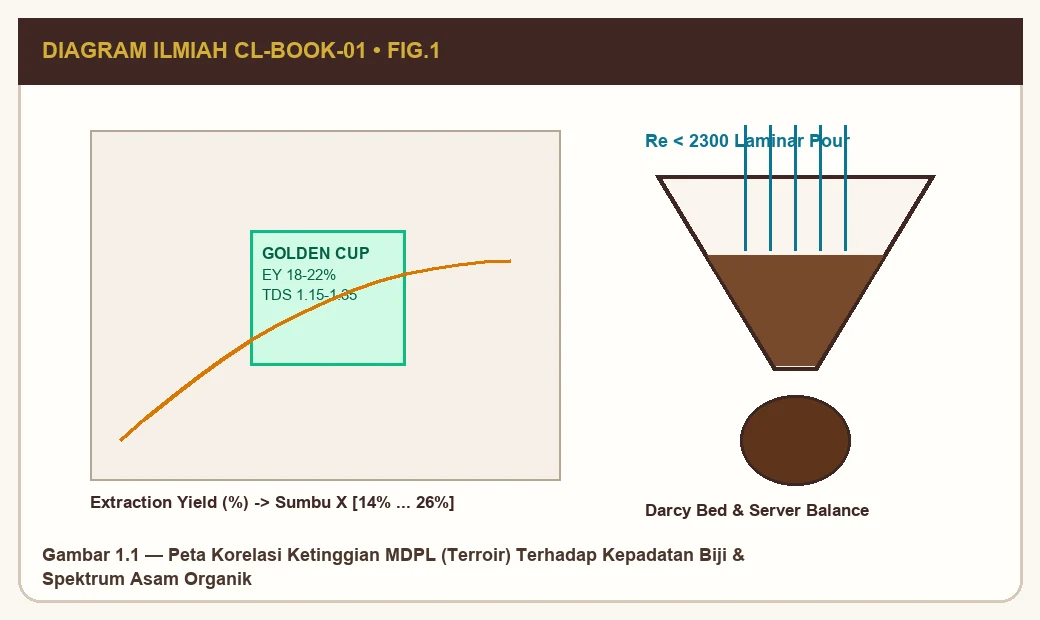 DIAGRAM ILMIAH CL-BOOK-01 • FIG.1
Re < 2300 Laminar Pour
GOLDEN CUP
EY 18-22%
TDS 1.15-1.35
Extraction Yield (%) -> Sumbu X [14% ... 26%]
Darcy Bed & Server Balance
Gambar 1.1 — Peta Korelasi Ketinggian MDPL (Terroir) Terhadap Kepadatan Biji &
Spektrum Asam Organik